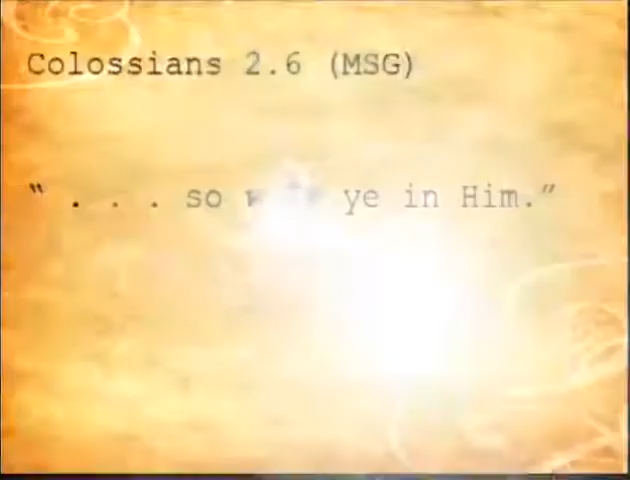 Colossians 2.6 (MSG)
“ . . . so ye in Him.”